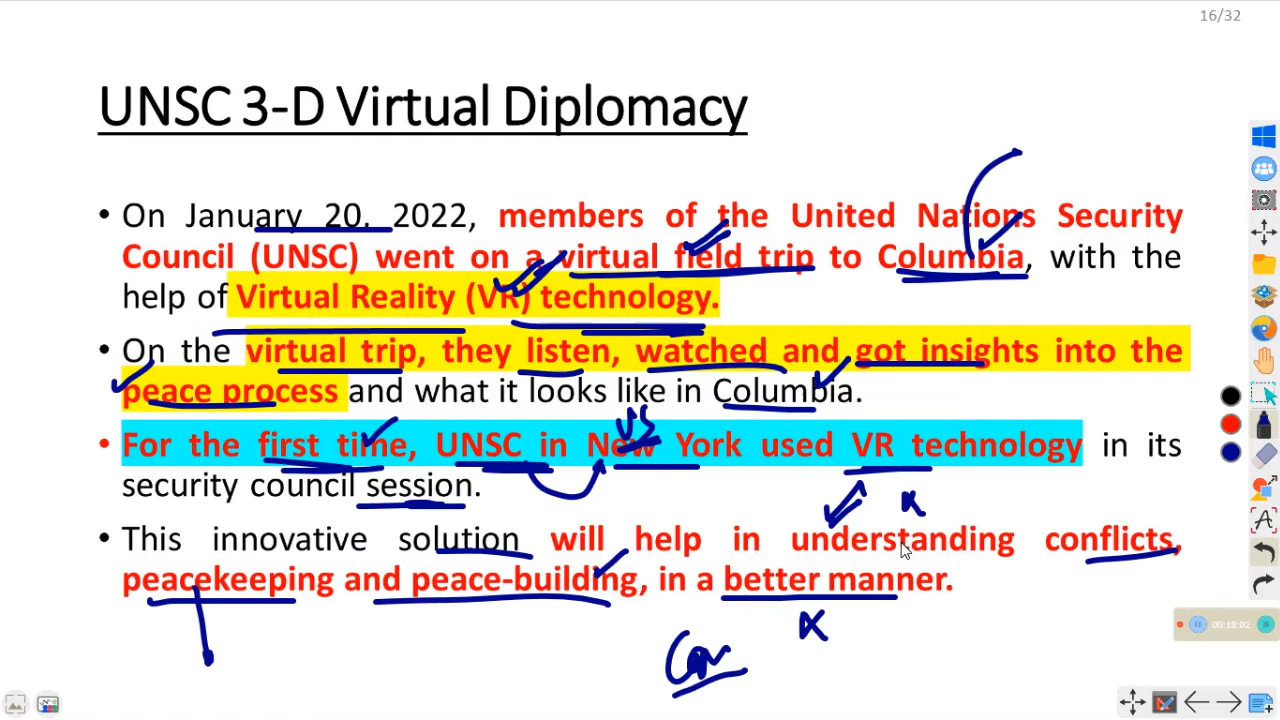 16/32
UNSC 3-D Virtual Diplomacy
• On January 20, 2022, members of the United Nations Security
Council (UNSC) went on a virtual field trip to Columbia, with the
help of Virtual Reality (VR) technology.
• On the virtual trip, they listen, watched and got insights into the
peace process and what it looks like in Columbia.
US
• For the first time, UNSC in New York used VR technology in its
security council session.
• This innovative solution will help in understanding conflicts,
peacekeeping and peace-building, in a better manner.
00:18:02